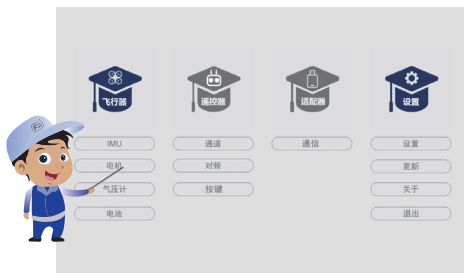 飞行器
遥控器
适配器
设置
IMU
通道
通信
设置
电机
对频
更新
气压计
按键
关于
电池
退出